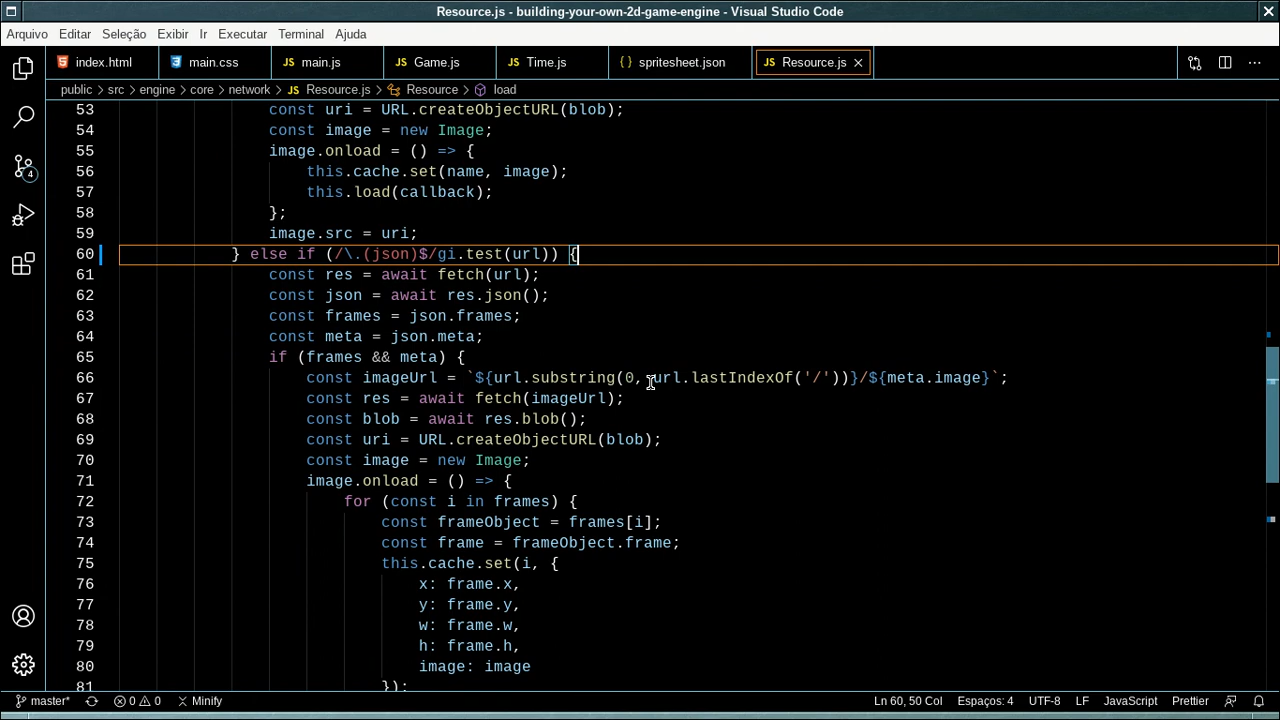 Resource.js - building-your-own-2d-game-engine - Visual Studio Code
Arquivo Editar Seleção Exibir Ir Executar Terminal Ajuda
index.html main.css JS main.js JS Game.js JS Time.js { } spritesheet.json JS Resource.js
public > src > engine > core > network > JS Resource.js > Resource > load
53 const uri = URL.createObjectURL(blob);
54 const image = new Image;
55 image.onload = () => {
56 this.cache.set(name, image);
57 this.load(callback);
58 };
59 image.src = uri;
60 } else if (/\.(json)$/gi.test(url)) {
61 const res = await fetch(url);
62 const json = await res.json();
63 const frames = json.frames;
64 const meta = json.meta;
65 if (frames && meta) {
66 const imageUrl = `${url.substring(0, url.lastIndexOf('/'))}/${meta.image}`;
67 const res = await fetch(imageUrl);
68 const blob = await res.blob();
69 const uri = URL.createObjectURL(blob);
70 const image = new Image;
71 image.onload = () => {
72 for (const i in frames) {
73 const frameObject = frames[i];
74 const frame = frameObject.frame;
75 this.cache.set(i, {
76 x: frame.x,
77 y: frame.y,
78 w: frame.w,
79 h: frame.h,
80 image: image
81 });
4
master* 0 0 Minify Ln 60, 50 Col Espaços: 4 UTF-8 LF JavaScript Prettier